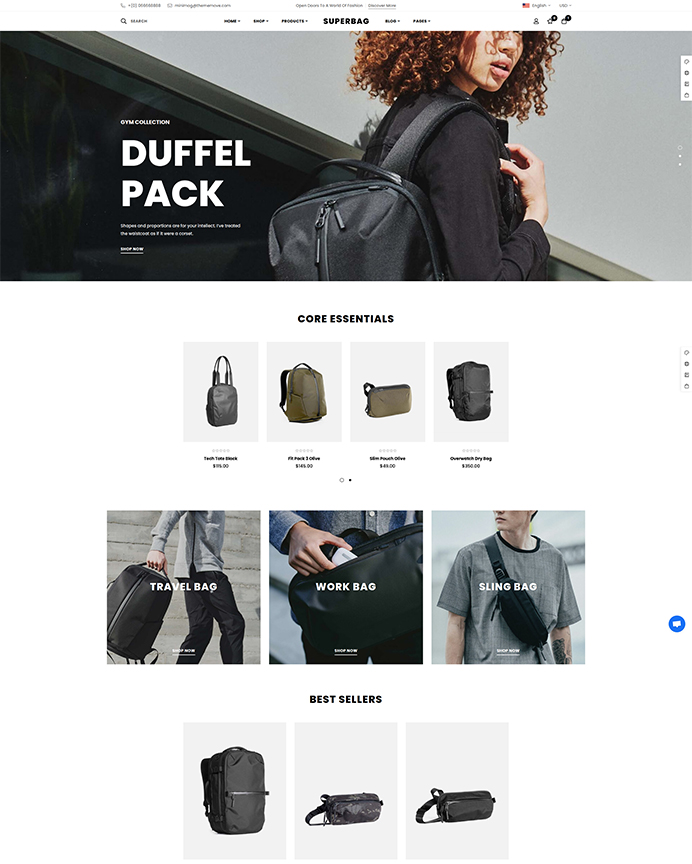 +(11) 068686868 minimog@thememove.com Open Doors To A World Of Fashion Discover More English USD
SEARCH HOME SHOP PRODUCTS SUPERBAG BLOG PAGES
GYM COLLECTION
DUFFEL
PACK
Shapes and proportions are for your intellect. I've treated
the waistcoat as if it were a corset.
SHOP NOW
CORE ESSENTIALS
Tech Tote Black Fit Pack 3 Olive Slim Pouch Olive Overwatch Dry Bag
$115.00 $145.00 $45.00 $350.00
TRAVEL BAG WORK BAG SLING BAG
SHOP NOW SHOP NOW SHOP NOW
BEST SELLERS